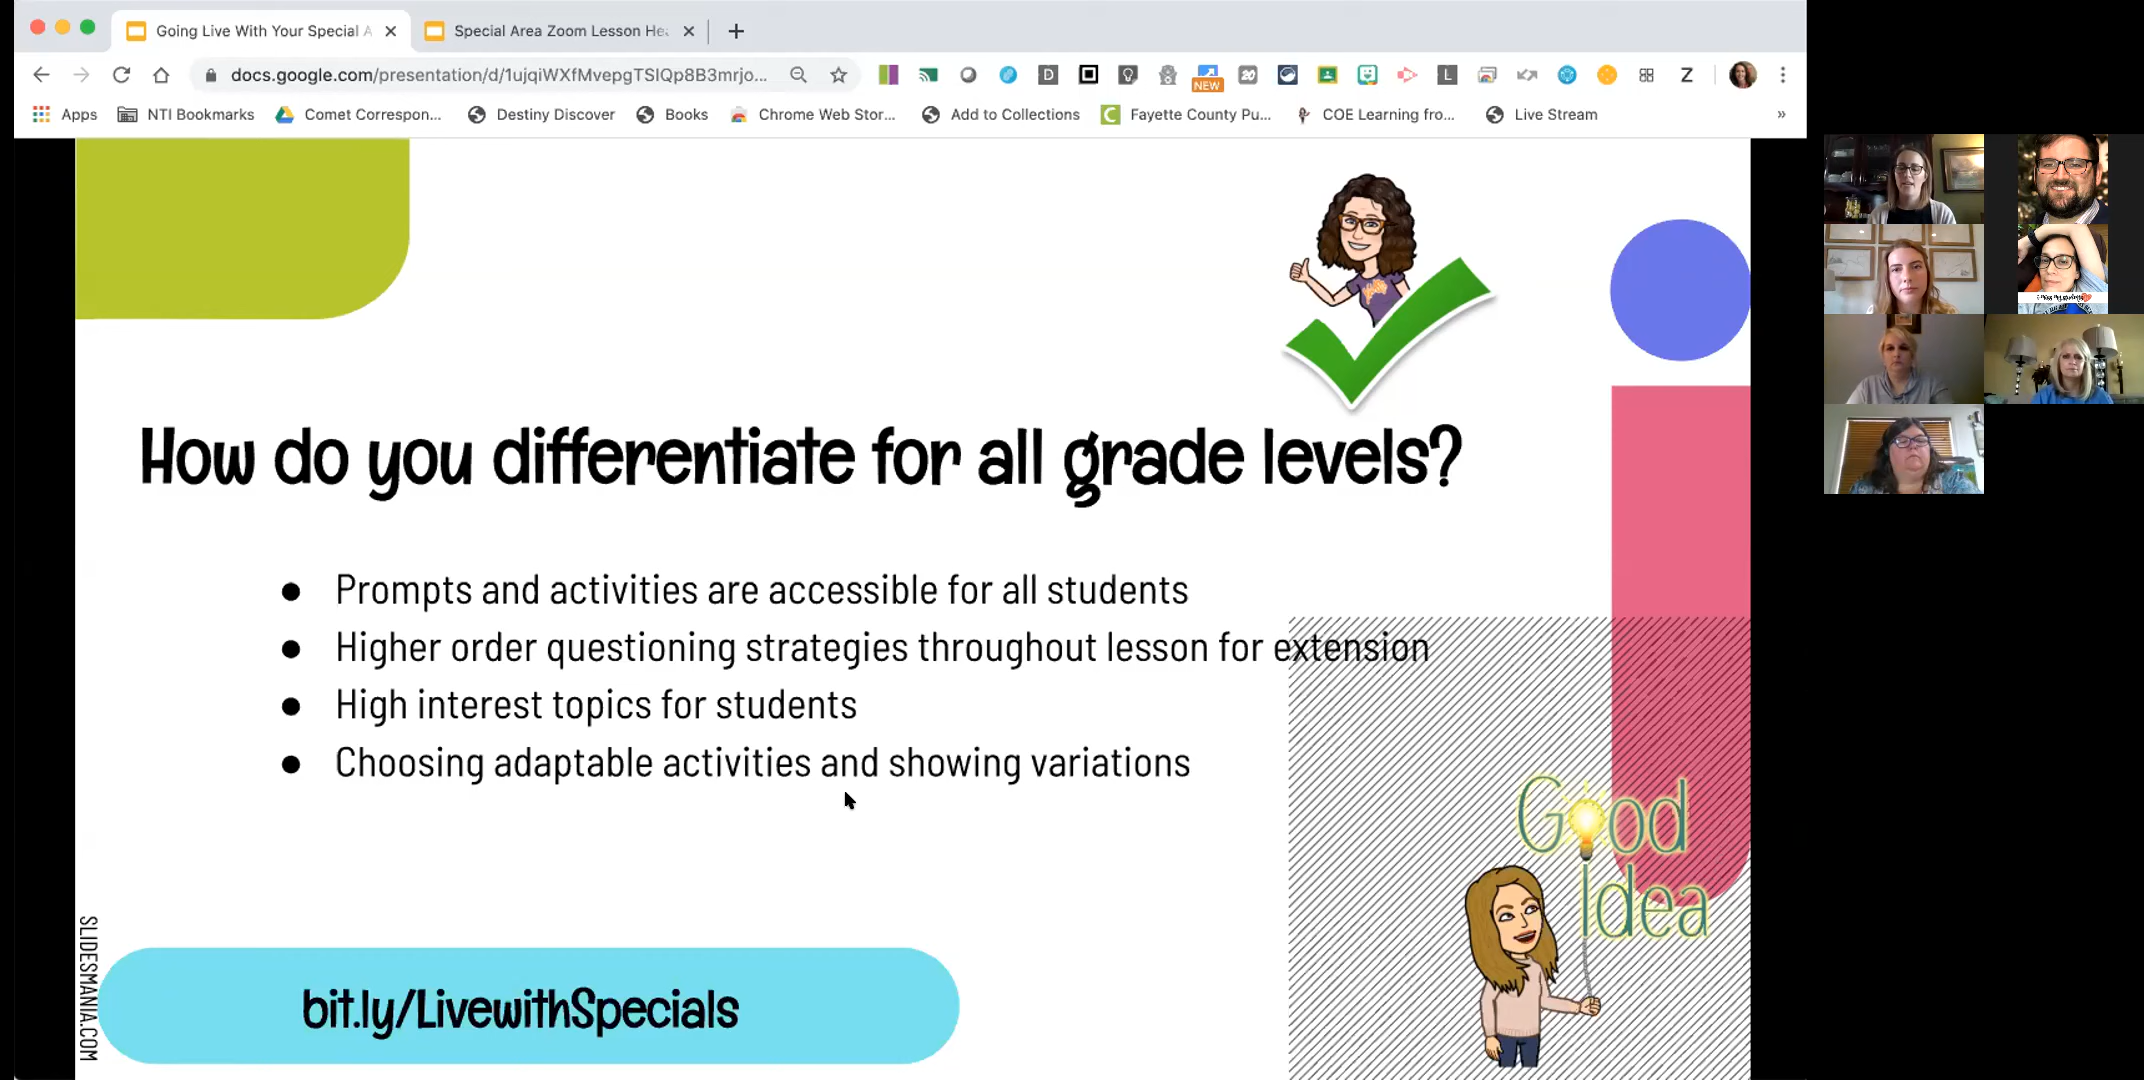 Going Live With Your Special A
Special Area Zoom Lesson He
docs.google.com/presentation/d/1ujqiWXfMvepgTSIQp8B3mrjo...
NEW
Apps
NTI Bookmarks
Comet Correspon...
Destiny Discover
Books
Chrome Web Stor...
Add to Collections
Fayette County Pu...
COE Learning fro...
Live Stream
How do you differentiate for all grade levels?
● Prompts and activities are accessible for all students
● Higher order questioning strategies throughout lesson for extension
● High interest topics for students
● Choosing adaptable activities and showing variations
Good
Idea
SLIDESMANIA.COM
bit.ly/LivewithSpecials